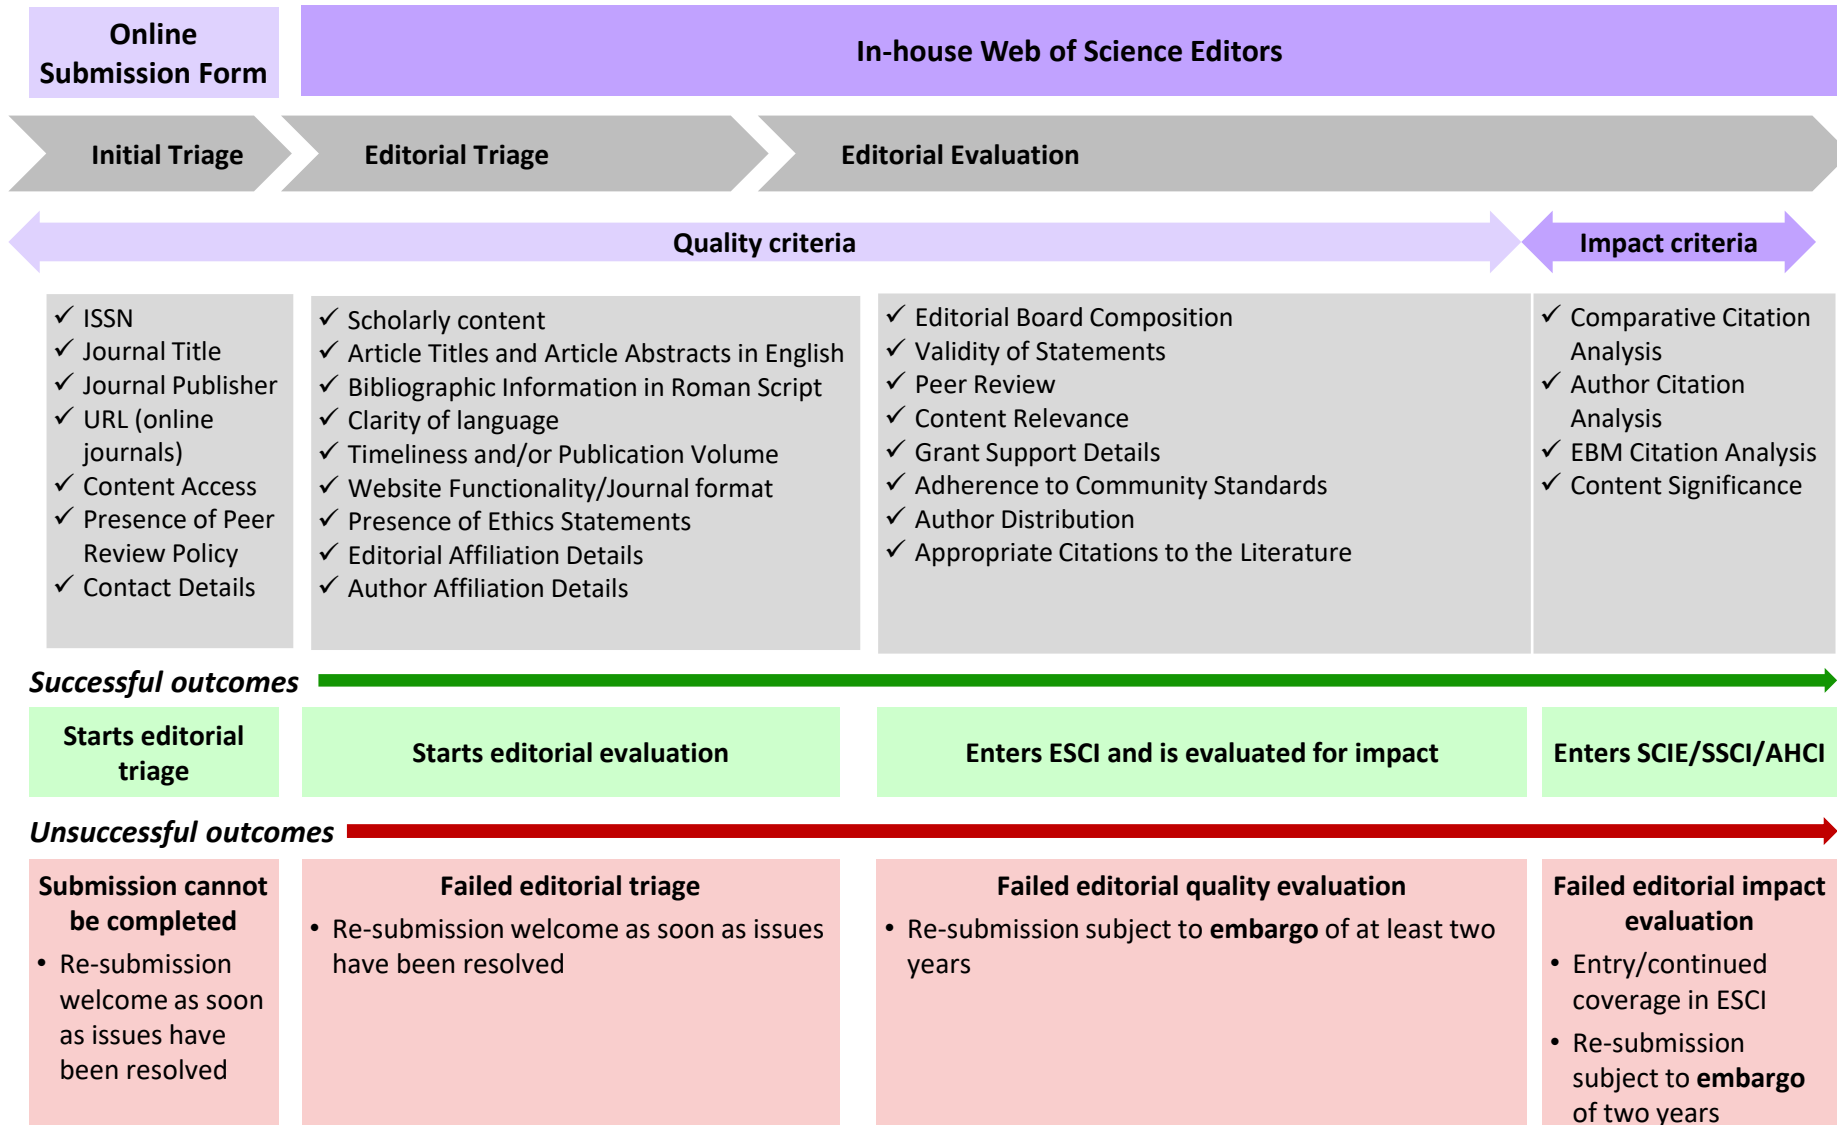 Online
Submission Form
In-house Web of Science Editors
Initial Triage
Editorial Triage
Editorial Evaluation
Quality criteria
Impact criteria
✓ ISSN
✓ Journal Title
✓ Journal Publisher
✓ URL (online
journals)
✓ Content Access
✓ Presence of Peer
Review Policy
✓ Contact Details
✓ Scholarly content
✓ Article Titles and Article Abstracts in English
✓ Bibliographic Information in Roman Script
✓ Clarity of language
✓ Timeliness and/or Publication Volume
✓ Website Functionality/Journal format
✓ Presence of Ethics Statements
✓ Editorial Affiliation Details
✓ Author Affiliation Details
✓ Editorial Board Composition
✓ Validity of Statements
✓ Peer Review
✓ Content Relevance
✓ Grant Support Details
✓ Adherence to Community Standards
✓ Author Distribution
✓ Appropriate Citations to the Literature
✓ Comparative Citation
Analysis
✓ Author Citation
Analysis
✓ EBM Citation Analysis
✓ Content Significance
Successful outcomes
Starts editorial
triage
Starts editorial evaluation
Enters ESCI and is evaluated for impact
Enters SCIE/SSCI/AHCI
Unsuccessful outcomes
Submission cannot
be completed
• Re-submission
welcome as soon
as issues have
been resolved
Failed editorial triage
• Re-submission welcome as soon as issues
have been resolved
Failed editorial quality evaluation
• Re-submission subject to embargo of at least two
years
Failed editorial impact
evaluation
• Entry/continued
coverage in ESCI
• Re-submission
subject to embargo
of two years